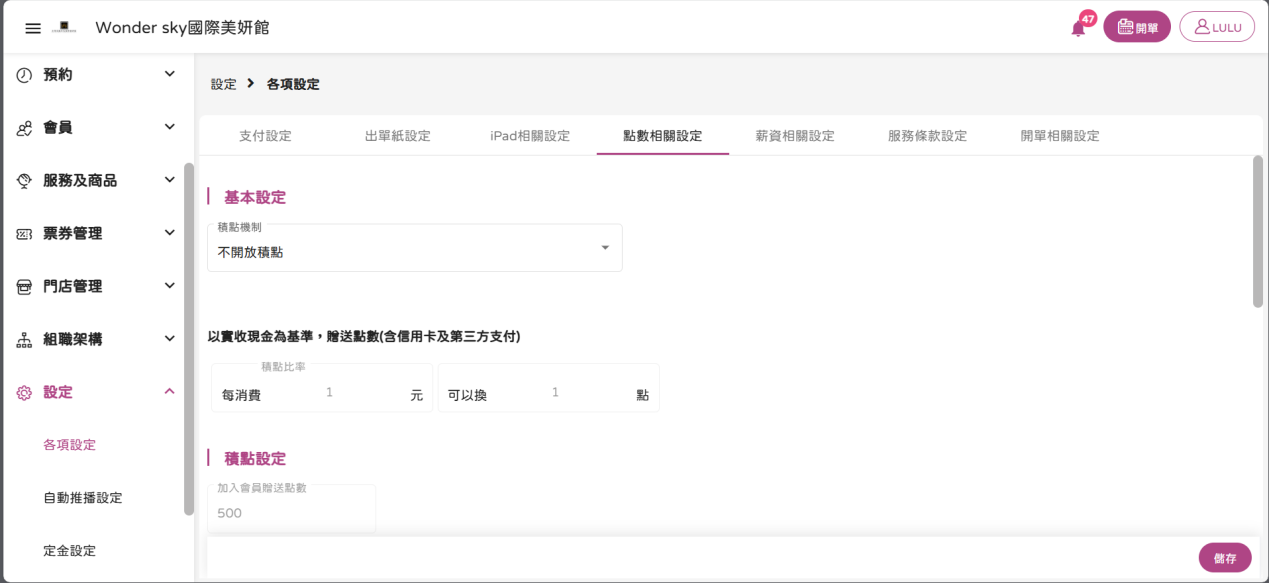 Wonder sky國際美妍館
47
開單
LULU
預約
會員
服務及商品
票券管理
門店管理
組職架構
設定
各項設定
自動推播設定
定金設定
設定 > 各項設定
支付設定
出單紙設定
iPad相關設定
點數相關設定
薪資相關設定
服務條款設定
開單相關設定
基本設定
積點機制
不開放積點
以實收現金為基準，贈送點數(含信用卡及第三方支付)
積點比率
每消費 1 元 可以換 1 點
積點設定
加入會員贈送點數
500
儲存